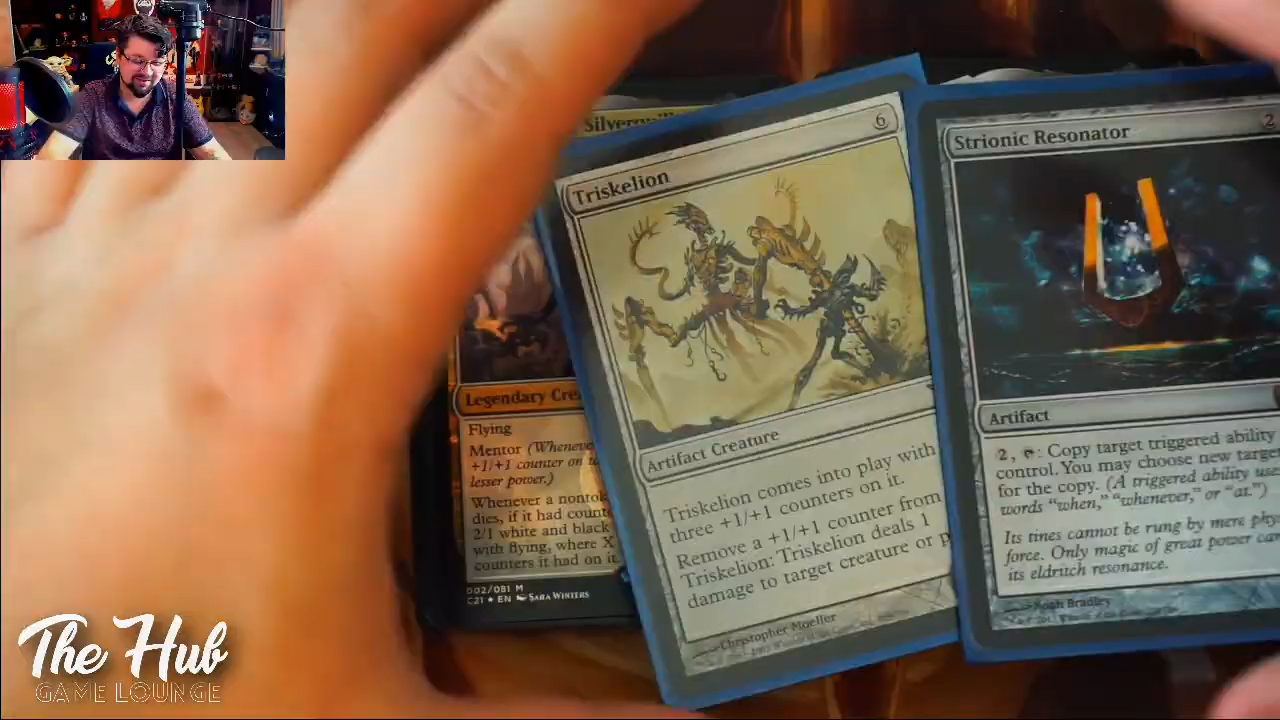 Silverquill
Legendary Cre
Flying
Mentor (Wheneve
+1/+1 counter on ta
lesser power.)
Whenever a nontok
dies, if it had count
2/1 white and black
with flying, where X
counters it had on it
002/081 M
C21 ★ EN SARA WINTERS
Triskelion
6
Artifact Creature
Triskelion comes into play with
three +1/+1 counters on it.
Remove a +1/+1 counter from
Triskelion: Triskelion deals 1
damage to target creature or p
Christopher Moeller
Strionic Resonator
2
Artifact
2, : Copy target triggered ability
control. You may choose new target
for the copy. (A triggered ability use
words "when," "whenever," or "at.")
Its tines cannot be rung by mere phy
force. Only magic of great power can
its eldritch resonance.
Noah Bradley
The Hub
GAME LOUNGE